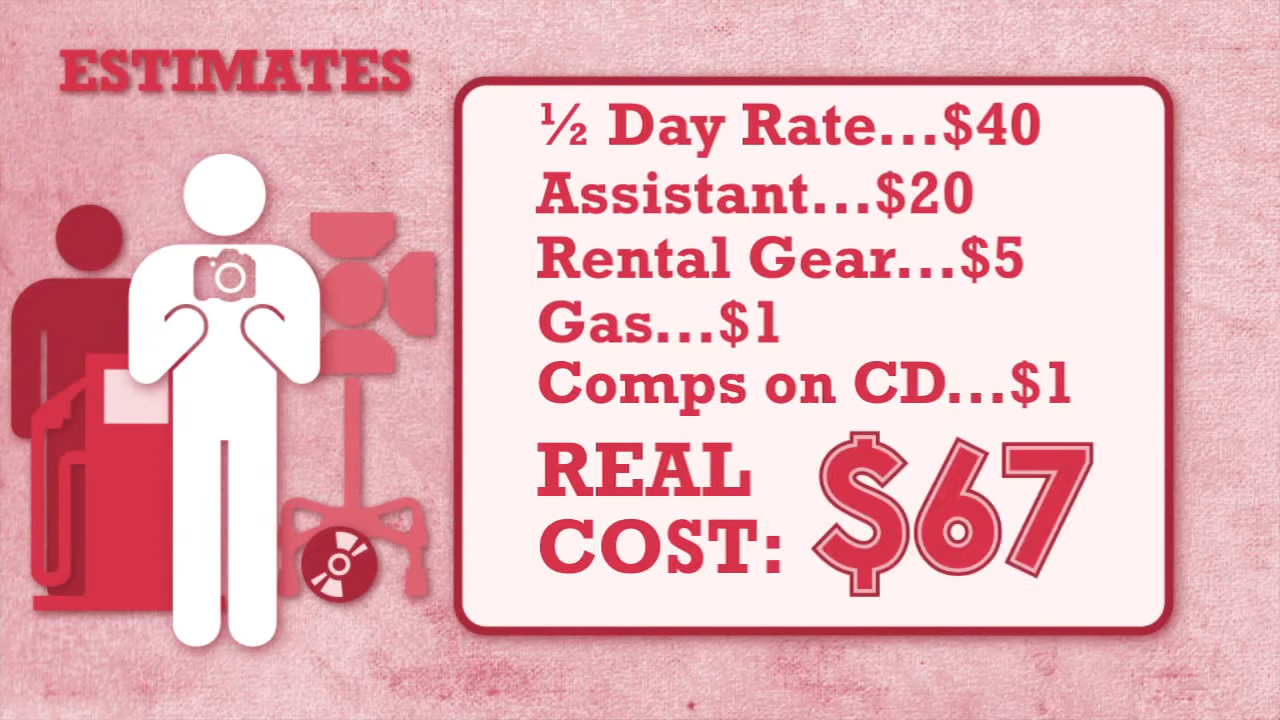 ESTIMATES
½ Day Rate...$40
Assistant...$20
Rental Gear...$5
Gas...$1
Comps on CD...$1
REAL
COST: $67